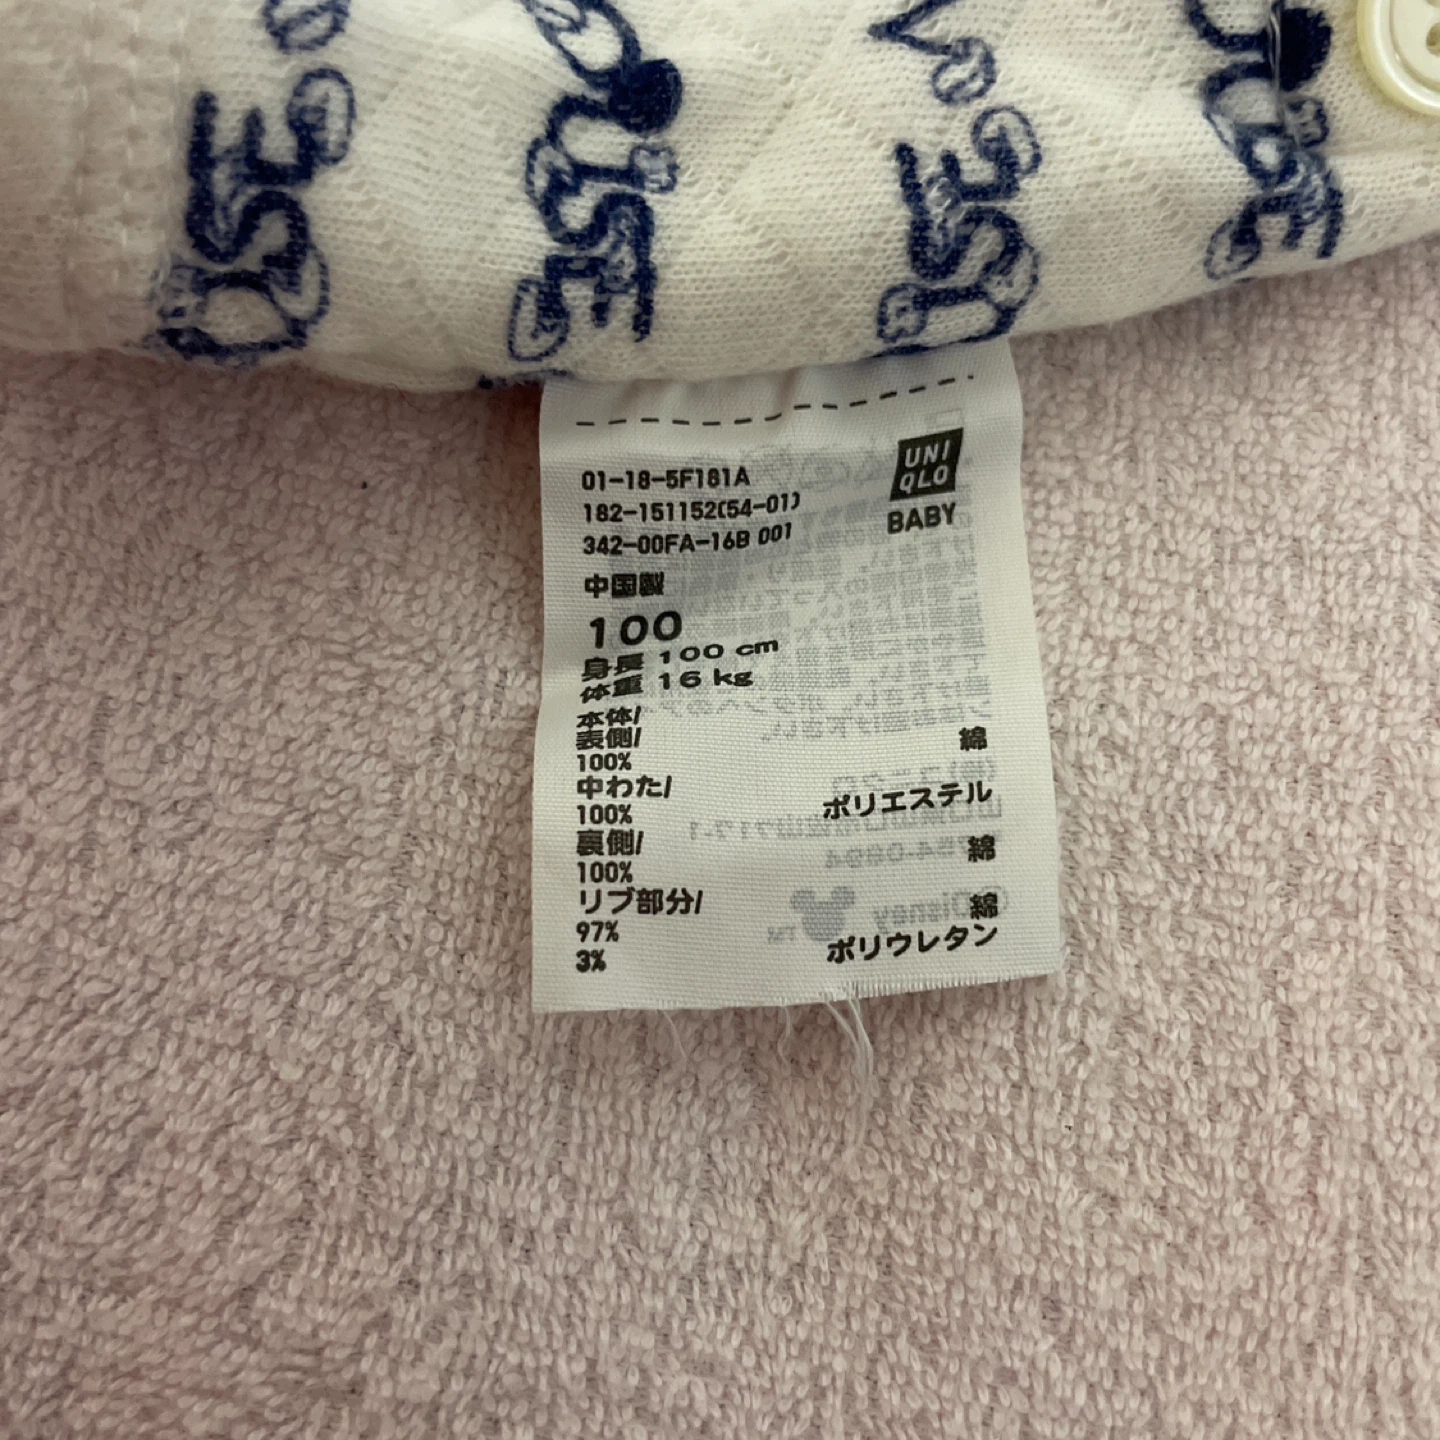 01-18-5F181A
182-151152(54-01)
342-00FA-16B 001
UNI
QLO
BABY
中国製
100
身長 100 cm
体重 16 kg
本体/
表側/
100% 綿
中わた/
100% ポリエステル
裏側/
100% 綿
リブ部分/
97% 綿
3% ポリウレタン